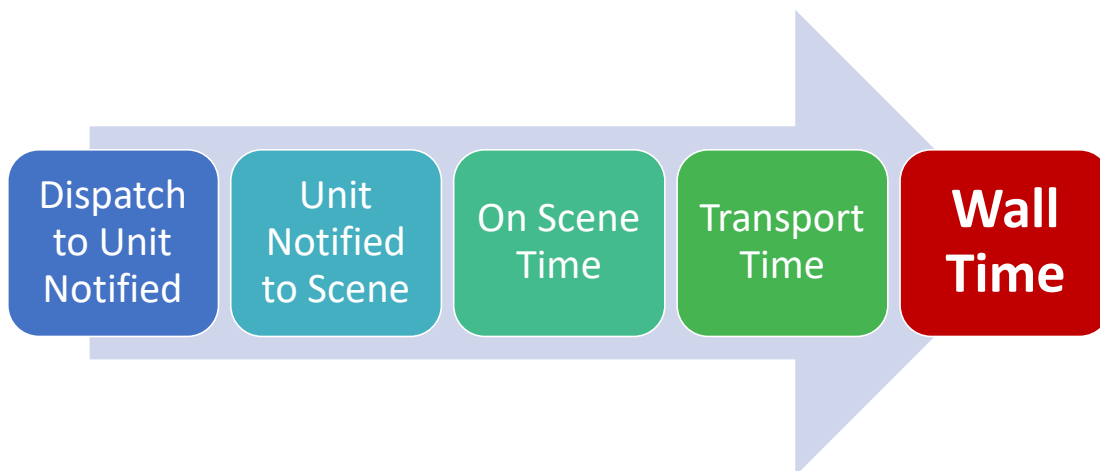 Dispatch
to Unit
Notified
Unit
Notified
to Scene
On Scene
Time
Transport
Time
Wall
Time